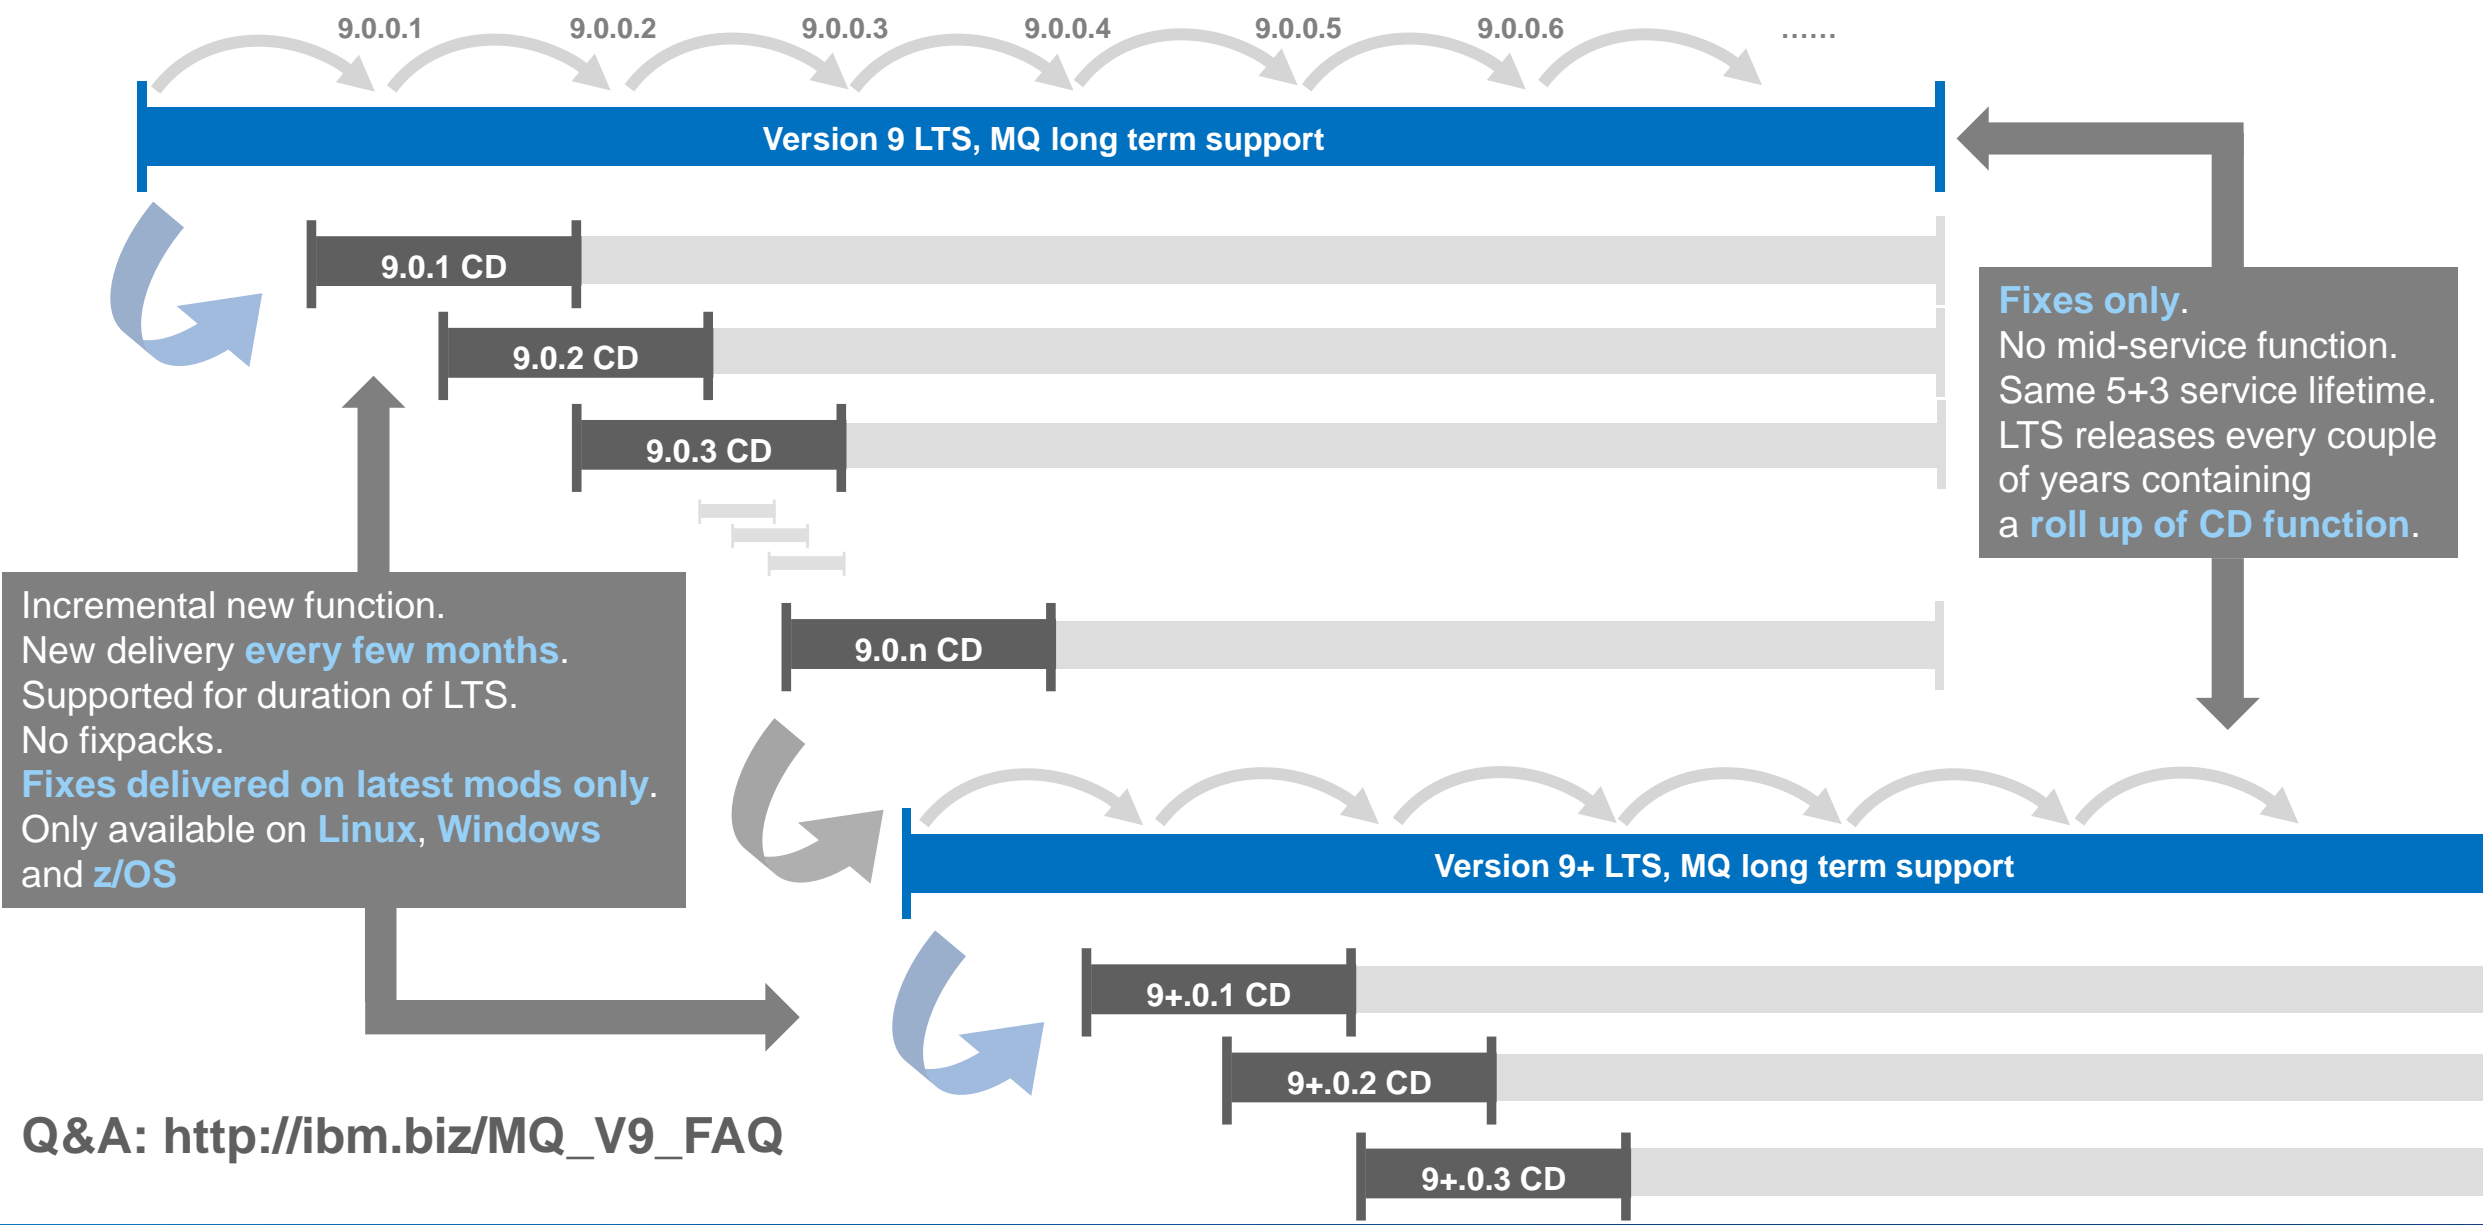 9.0.0.1 9.0.0.2 9.0.0.3 9.0.0.4 9.0.0.5 9.0.0.6 ......
Version 9 LTS, MQ long term support
9.0.1 CD
9.0.2 CD
9.0.3 CD
9.0.n CD
Fixes only.
No mid-service function.
Same 5+3 service lifetime.
LTS releases every couple
of years containing
a roll up of CD function.
Incremental new function.
New delivery every few months.
Supported for duration of LTS.
No fixpacks.
Fixes delivered on latest mods only.
Only available on Linux, Windows
and z/OS
Version 9+ LTS, MQ long term support
9+.0.1 CD
9+.0.2 CD
9+.0.3 CD
Q&A: http://ibm.biz/MQ_V9_FAQ